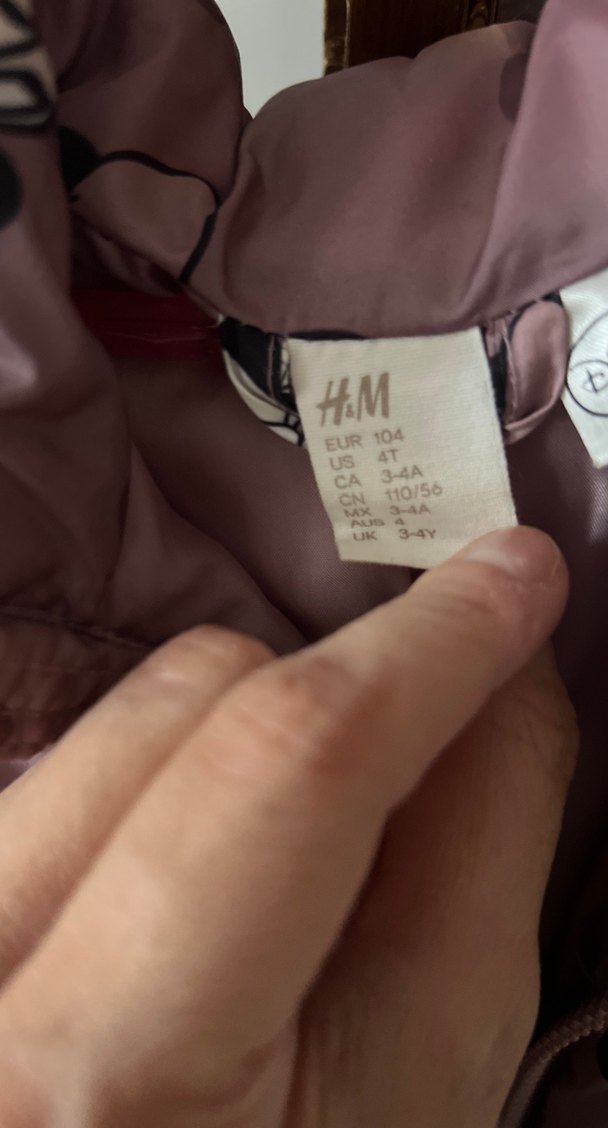 H&M
EUR 104
US 4T
CA 3-4A
CN 110/56
MX 3-4A
AUS 4
UK 3-4Y